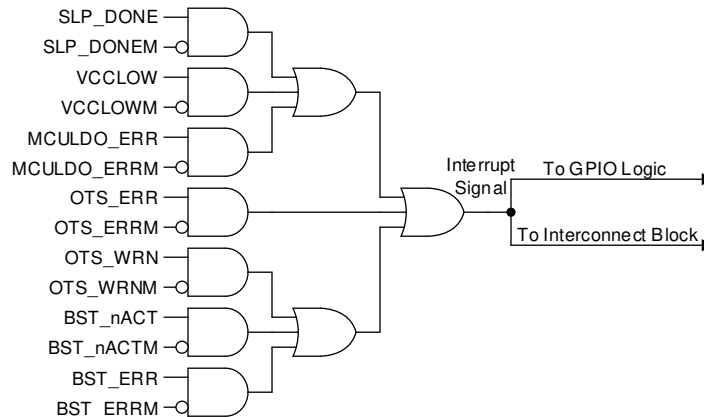 SLP_DONE
SLP_DONEM
VCCLOW
VCCLOWM
MCULDO_ERR
MCULDO_ERRM
OTS_ERR
OTS_ERRM
OTS_WRN
OTS_WRNM
BST_nACT
BST_nACTM
BST_ERR
BST_ERRM
Interrupt
Signal
To GPIO Logic
To Interconnect Block